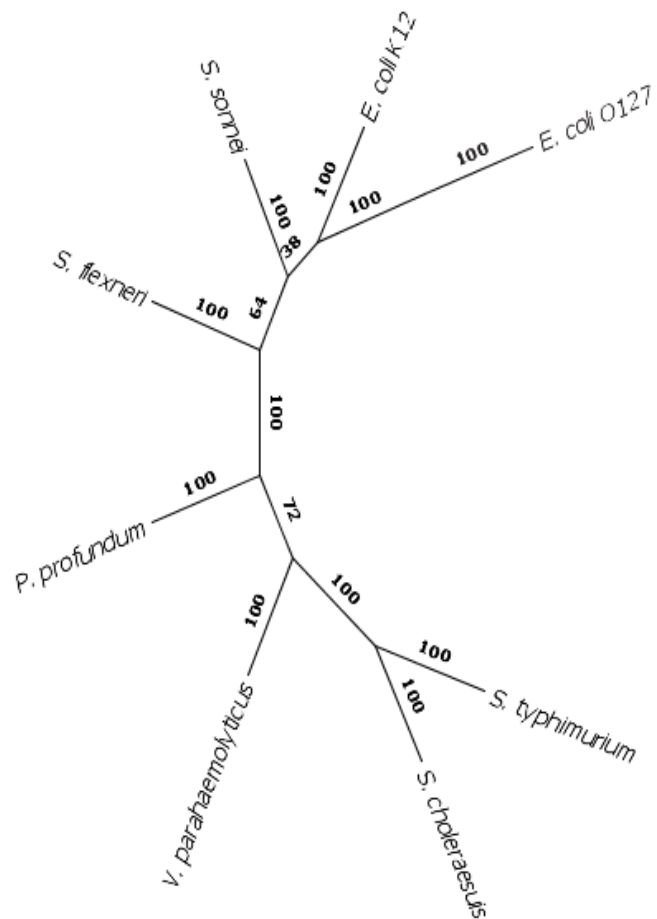 E. coli K12
S. sonnei
E. coli O127
100
100
100
100
38
S. flexneri
100
64
100
100
72
P. profundum
100
100
100
100
S. typhimurium
V. parahaemolyticus
S. choleraesuis